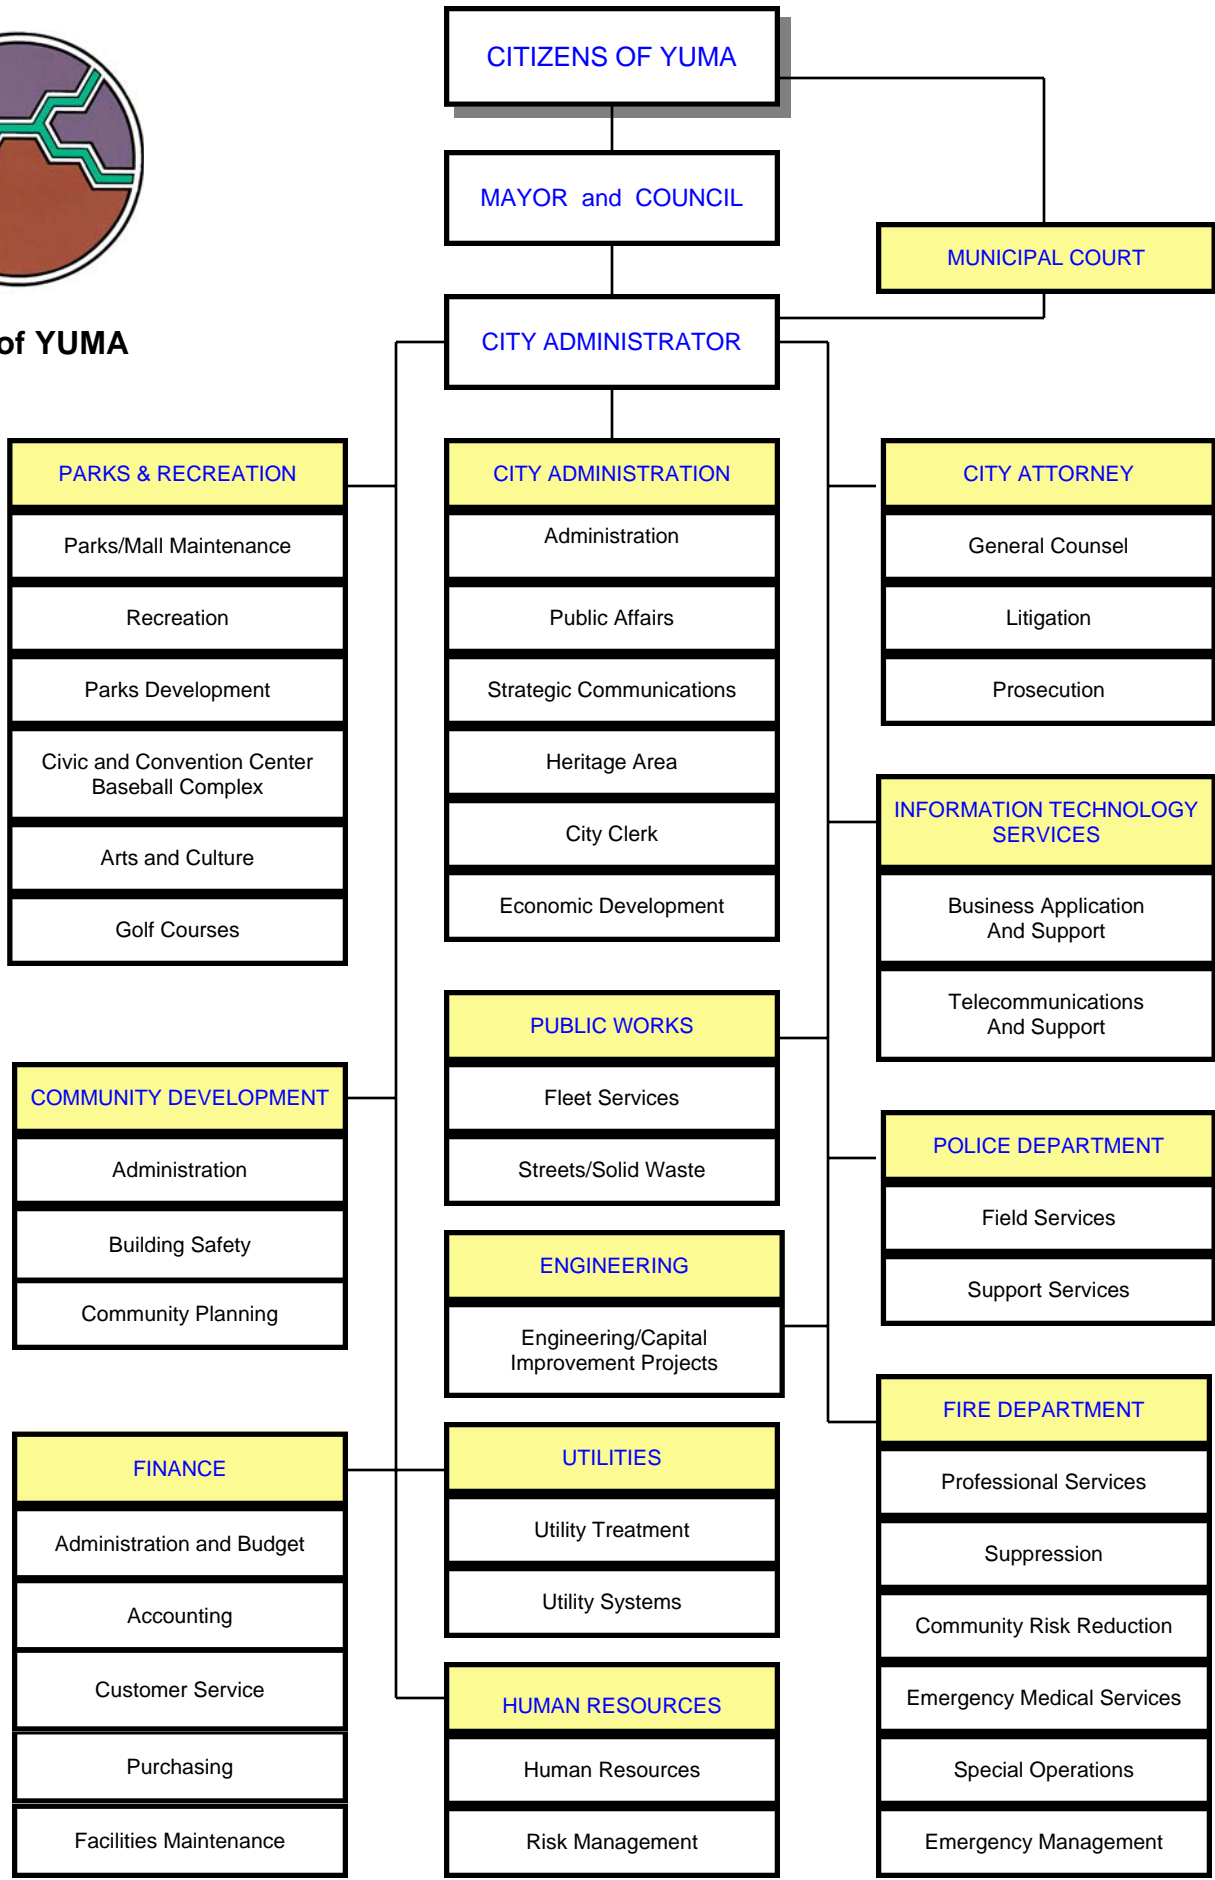 CITIZENS OF YUMA
MAYOR and COUNCIL
MUNICIPAL COURT
of YUMA
CITY ADMINISTRATOR
PARKS & RECREATION
Parks/Mall Maintenance
Recreation
Parks Development
Civic and Convention Center
Baseball Complex
Arts and Culture
Golf Courses
COMMUNITY DEVELOPMENT
Administration
Building Safety
Community Planning
FINANCE
Administration and Budget
Accounting
Customer Service
Purchasing
Facilities Maintenance
CITY ADMINISTRATION
Administration
Public Affairs
Strategic Communications
Heritage Area
City Clerk
Economic Development
PUBLIC WORKS
Fleet Services
Streets/Solid Waste
ENGINEERING
Engineering/Capital
Improvement Projects
UTILITIES
Utility Treatment
Utility Systems
HUMAN RESOURCES
Human Resources
Risk Management
CITY ATTORNEY
General Counsel
Litigation
Prosecution
INFORMATION TECHNOLOGY
SERVICES
Business Application
And Support
Telecommunications
And Support
POLICE DEPARTMENT
Field Services
Support Services
FIRE DEPARTMENT
Professional Services
Suppression
Community Risk Reduction
Emergency Medical Services
Special Operations
Emergency Management